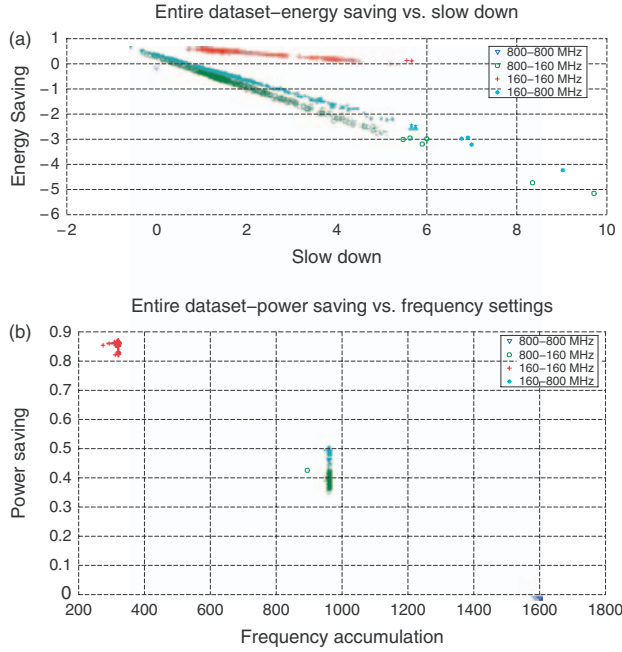 Entire dataset–energy saving vs. slow down
(a)
1
0
−1
−2
−3
−4
−5
−6
Energy Saving
800–800 MHz
800–160 MHz
160–160 MHz
160–800 MHz
−2 0 2 4 6 8 10
Slow down
Entire dataset–power saving vs. frequency settings
(b)
0.9
0.8
0.7
0.6
0.5
0.4
0.3
0.2
0.1
0
Power saving
800–800 MHz
800–160 MHz
160–160 MHz
160–800 MHz
200 400 600 800 1000 1200 1400 1600 1800
Frequency accumulation